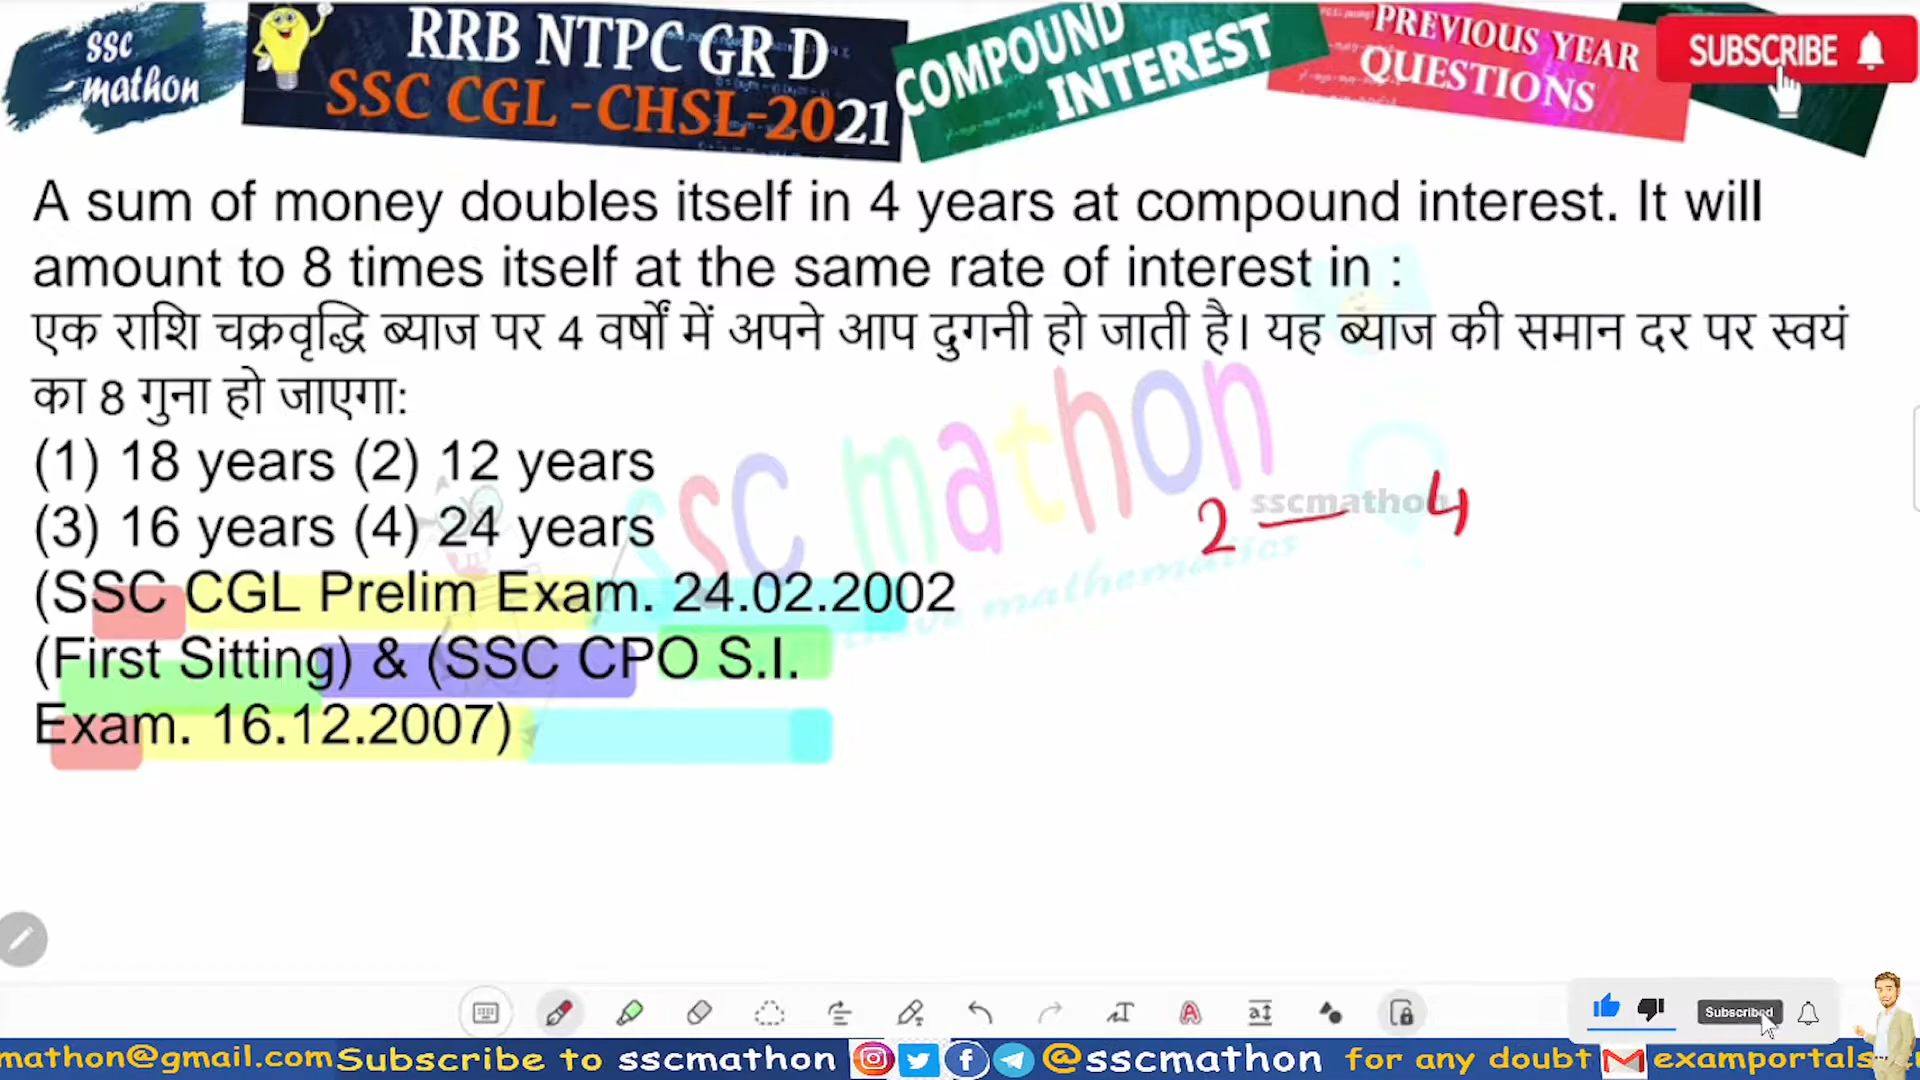 ssc
mathon
RRB NTPC GR D
SSC CGL -CHSL-2021
COMPOUND
INTEREST
PREVIOUS YEAR
QUESTIONS
SUBSCRIBE
A sum of money doubles itself in 4 years at compound interest. It will
amount to 8 times itself at the same rate of interest in :
एक राशि चक्रवृद्धि ब्याज पर 4 वर्षों में अपने आप दुगनी हो जाती है। यह ब्याज की समान दर पर स्वयं
का 8 गुना हो जाएगा:
(1) 18 years (2) 12 years
(3) 16 years (4) 24 years
(SSC CGL Prelim Exam. 24.02.2002
(First Sitting) & (SSC CPO S.I.
Exam. 16.12.2007)
ssc mathon
sscmathon
2 — 4
Subscribed
mathon@gmail.com Subscribe to sscmathon @sscmathon for any doubt examportals